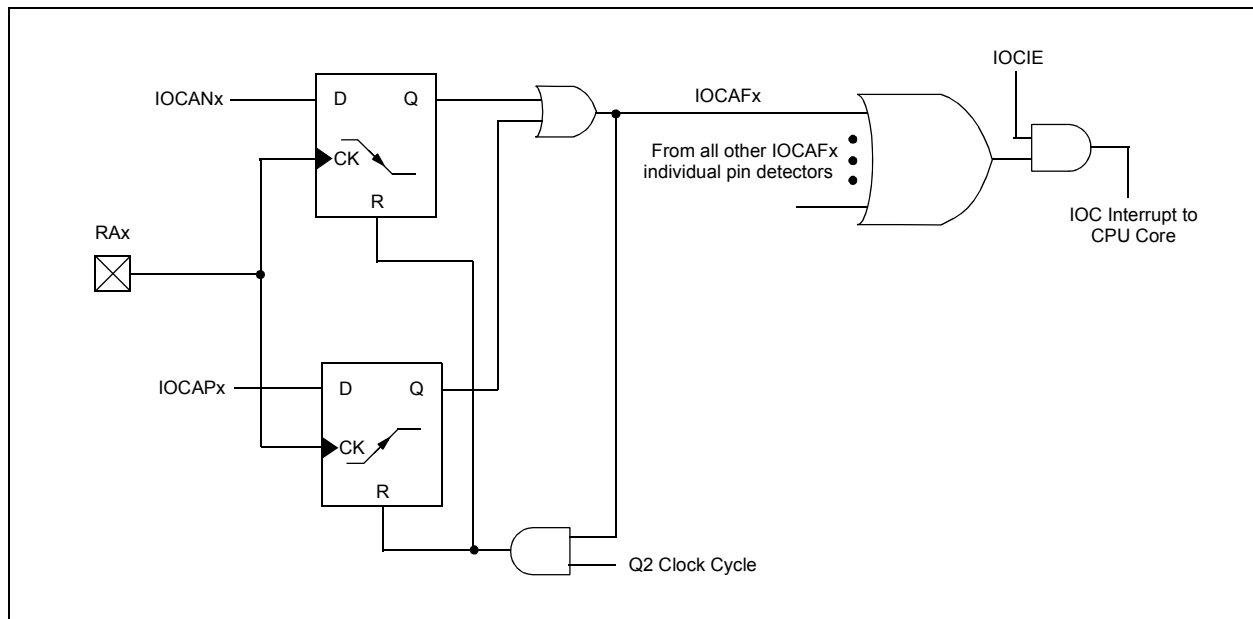 IOCIE
IOCANx
D
Q
IOCAFx
CK
From all other IOCAFx
individual pin detectors
R
IOC Interrupt to
CPU Core
RAx
IOCAPx
D
Q
CK
R
Q2 Clock Cycle